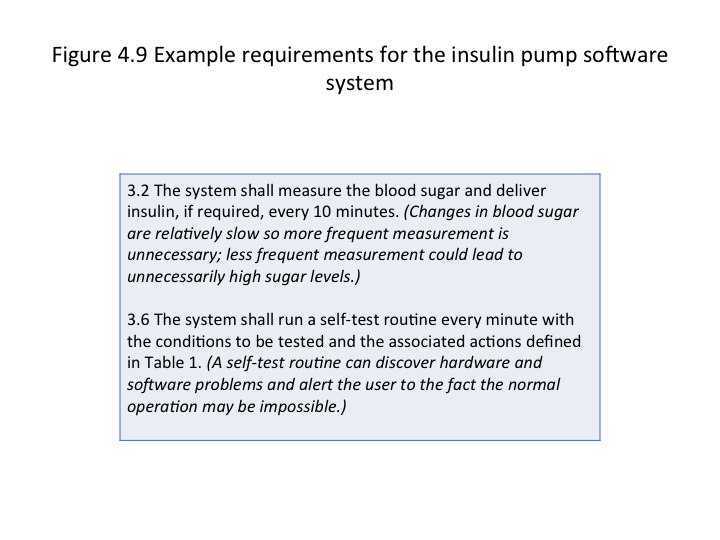 Figure 4.9 Example requirements for the insulin pump software
system
3.2 The system shall measure the blood sugar and deliver
insulin, if required, every 10 minutes. (Changes in blood sugar
are relatively slow so more frequent measurement is
unnecessary; less frequent measurement could lead to
unnecessarily high sugar levels.)
3.6 The system shall run a self-test routine every minute with
the conditions to be tested and the associated actions defined
in Table 1. (A self-test routine can discover hardware and
software problems and alert the user to the fact the normal
operation may be impossible.)